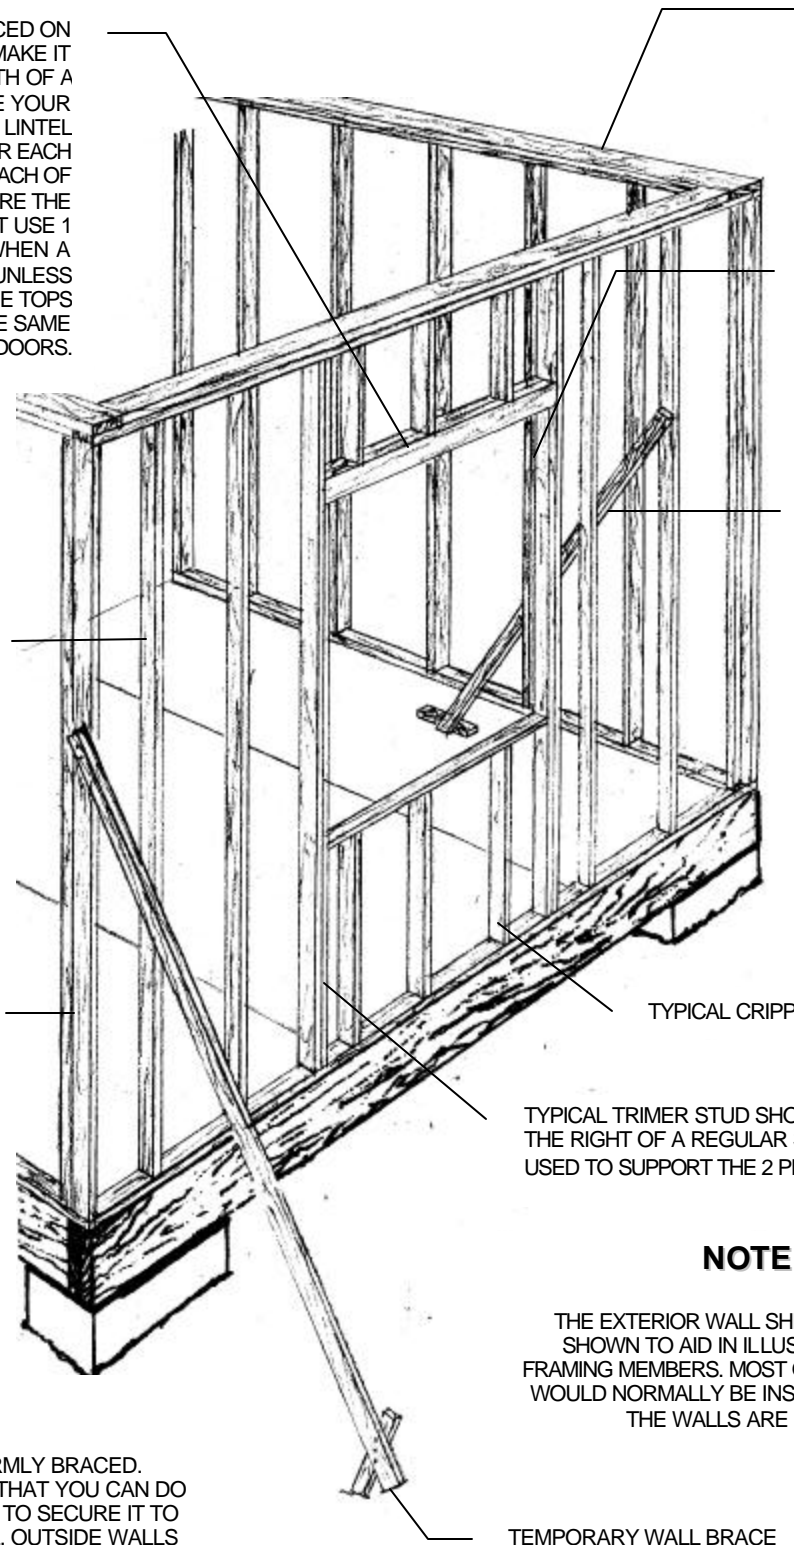 CED ON
MAKE IT
TH OF A
E YOUR
LINTEL
R EACH
ACH OF
RE THE
T USE 1
WHEN A
UNLESS
E TOPS
E SAME
DOORS.
TYPICAL CRIPP
TYPICAL TRIMER STUD SHO
THE RIGHT OF A REGULAR
USED TO SUPPORT THE 2 P
NOTE
THE EXTERIOR WALL SH
SHOWN TO AID IN ILLUS
FRAMING MEMBERS. MOST
WOULD NORMALLY BE INS
THE WALLS ARE
RMLY BRACED.
THAT YOU CAN DO
TO SECURE IT TO
. OUTSIDE WALLS
TEMPORARY WALL BRACE